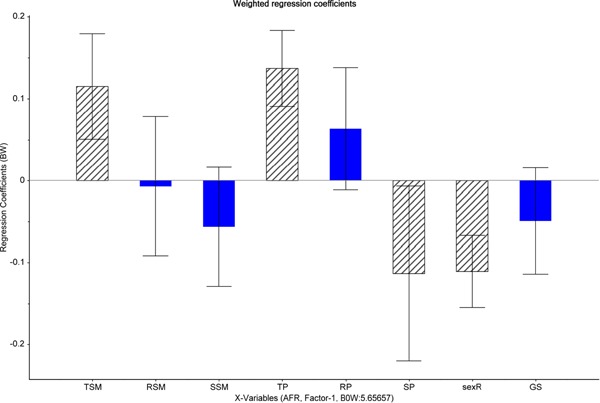 Weighted regression coefficients
0.2
0.1
0
-0.1
-0.2
Regression Coefficients (BW)
TSM RSM SSM TP RP SP sexR GS
X-Variables (AFR, Factor-1, B0W:5.65657)